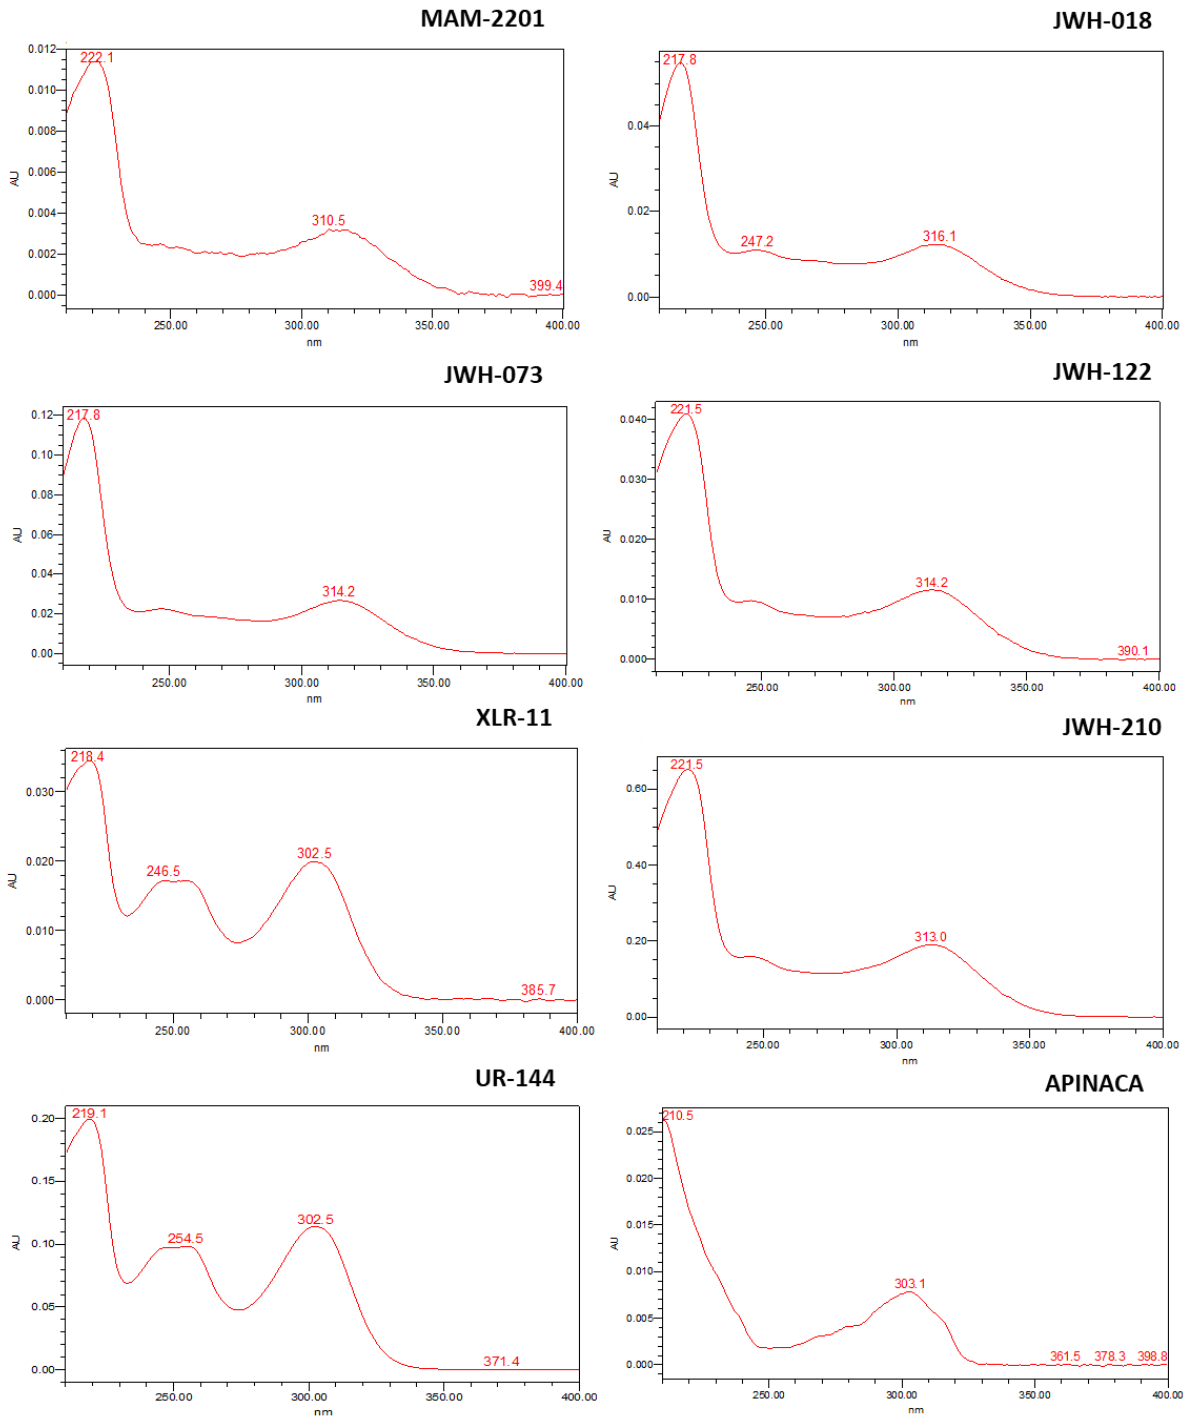 MAM-2201
0.012
222.1
0.010
0.008
AU
0.006
0.004
310.5
0.002
399.4
0.000
250.00 300.00 350.00 400.00
nm
JWH-018
217.8
0.04
AU
0.02
247.2
316.1
0.00
250.00 300.00 350.00 400.00
nm
JWH-073
0.12
217.8
0.10
0.08
AU
0.06
0.04
314.2
0.02
0.00
250.00 300.00 350.00 400.00
nm
JWH-122
221.5
0.040
0.030
AU
0.020
314.2
0.010
390.1
0.000
250.00 300.00 350.00 400.00
nm
XLR-11
218.4
0.030
302.5
0.020
246.5
AU
0.010
385.7
0.000
250.00 300.00 350.00 400.00
nm
JWH-210
221.5
0.60
0.40
AU
313.0
0.20
0.00
250.00 300.00 350.00 400.00
nm
UR-144
0.20
219.1
0.15
302.5
254.5
0.10
AU
0.05
371.4
0.00
250.00 300.00 350.00 400.00
nm
APINACA
210.5
0.025
0.020
0.015
AU
0.010
303.1
0.005
361.5 378.3 398.8
0.000
250.00 300.00 350.00 400.00
nm